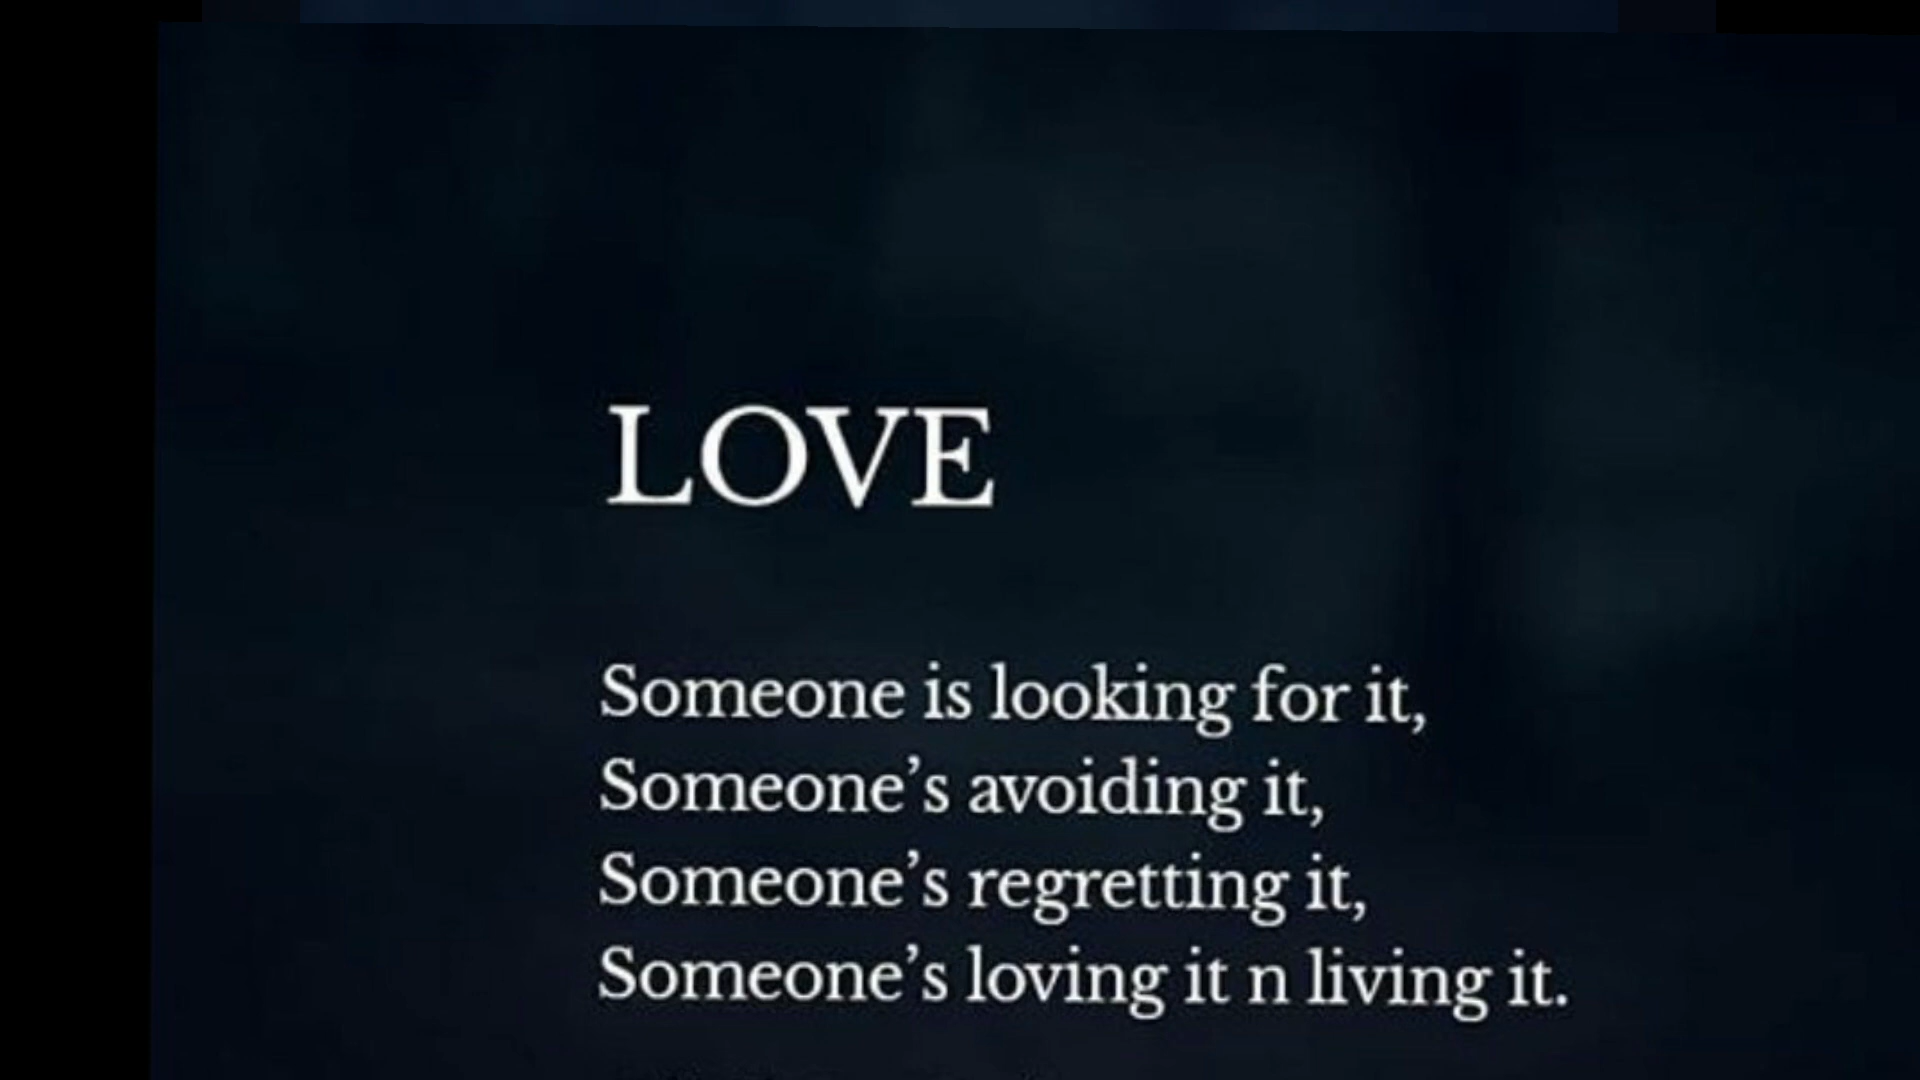 LOVE
Someone is looking for it,
Someone’s avoiding it,
Someone’s regretting it,
Someone’s loving it n living it.